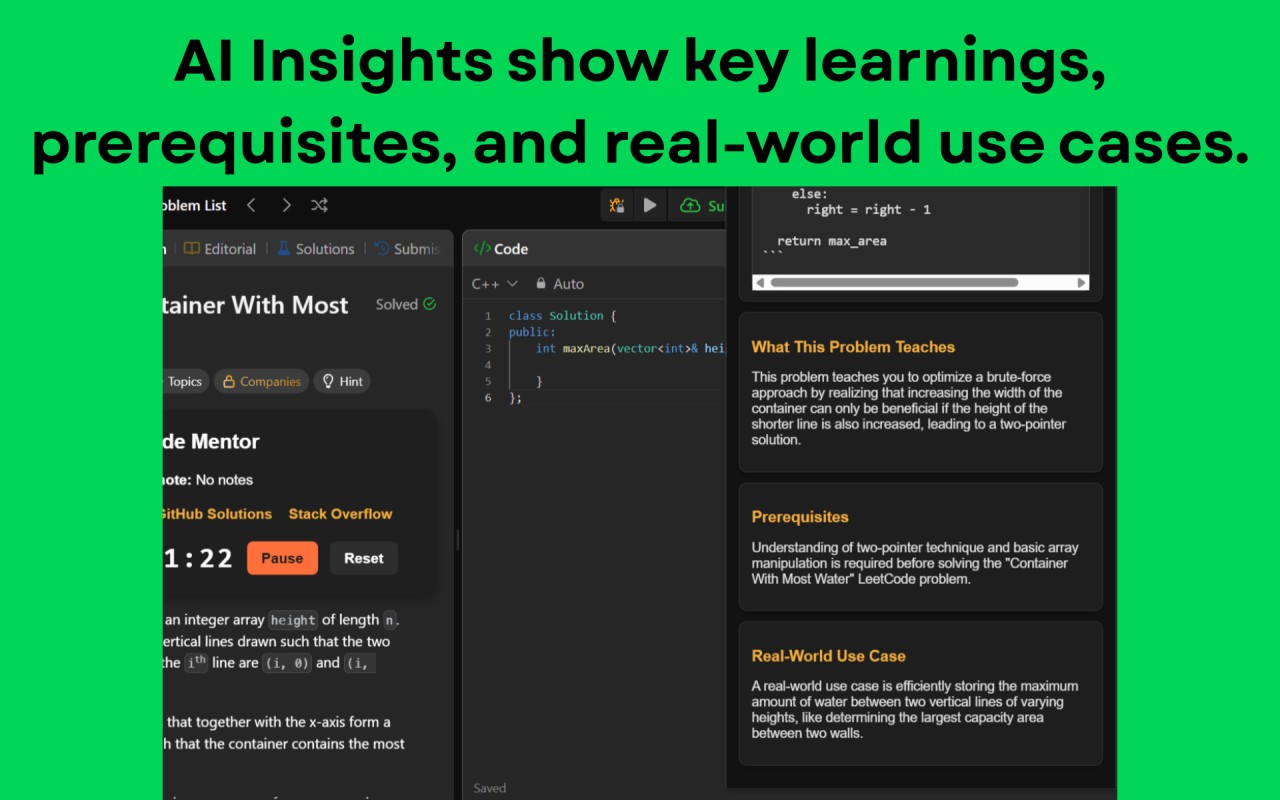 AI Insights show key learnings,
prerequisites, and real-world use cases.
oblem List
Editorial
Solutions
Submis
tainer With Most
Solved
Topics
Companies
Hint
de Mentor
note: No notes
GitHub Solutions Stack Overflow
1:22 Pause Reset
an integer array height of length n.
ertical lines drawn such that the two
the ith line are (i, 0) and (i,
that together with the x-axis form a
h that the container contains the most
Su
</> Code
C++ Auto
1 class Solution {
2 public:
3 int maxArea(vector<int>& hei
4
5 }
6 };
Saved
else:
right = right - 1
return max_area
```
What This Problem Teaches
This problem teaches you to optimize a brute-force
approach by realizing that increasing the width of the
container can only be beneficial if the height of the
shorter line is also increased, leading to a two-pointer
solution.
Prerequisites
Understanding of two-pointer technique and basic array
manipulation is required before solving the "Container
With Most Water" LeetCode problem.
Real-World Use Case
A real-world use case is efficiently storing the maximum
amount of water between two vertical lines of varying
heights, like determining the largest capacity area
between two walls.